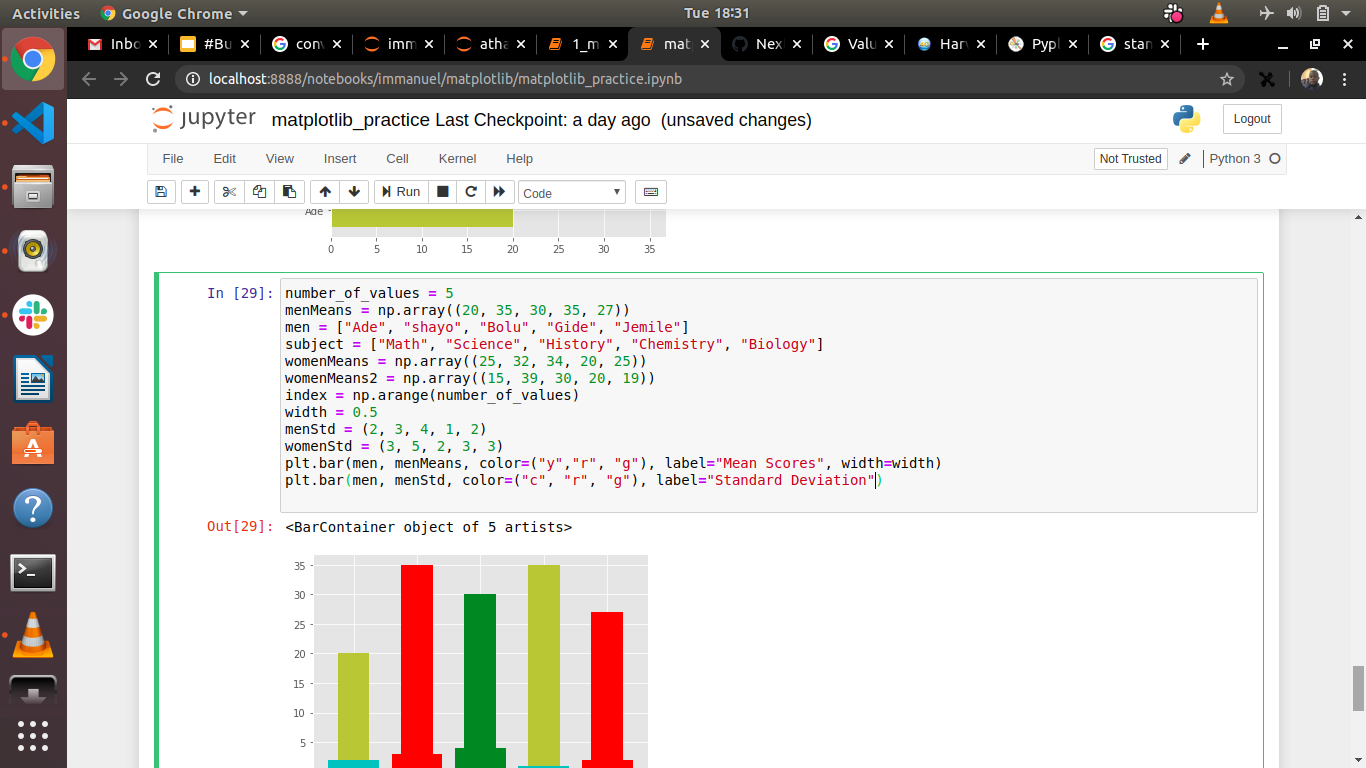 Activities Google Chrome Tue 18:31
Inbo #Bu conv imm atha 1_m mat Nex Valu Harv Pypl stan
localhost:8888/notebooks/immanuel/matplotlib/matplotlib_practice.ipynb
jupyter matplotlib_practice Last Checkpoint: a day ago (unsaved changes) Logout
File Edit View Insert Cell Kernel Help Not Trusted Python 3
Run Code
Ade
0 5 10 15 20 25 30 35
In [29]: number_of_values = 5
menMeans = np.array((20, 35, 30, 35, 27))
men = ["Ade", "shayo", "Bolu", "Gide", "Jemile"]
subject = ["Math", "Science", "History", "Chemistry", "Biology"]
womenMeans = np.array((25, 32, 34, 20, 25))
womenMeans2 = np.array((15, 39, 30, 20, 19))
index = np.arange(number_of_values)
width = 0.5
menStd = (2, 3, 4, 1, 2)
womenStd = (3, 5, 2, 3, 3)
plt.bar(men, menMeans, color=("y","r", "g"), label="Mean Scores", width=width)
plt.bar(men, menStd, color=("c", "r", "g"), label="Standard Deviation")
Out[29]: <BarContainer object of 5 artists>
35
30
25
20
15
10
5